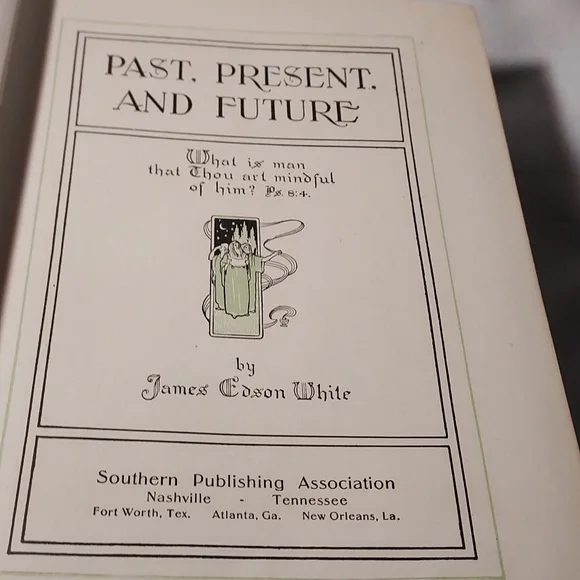 PAST, PRESENT,
AND FUTURE
What is man
that Thou art mindful
of him? Ps. 8:4.
by
James Edson White
Southern Publishing Association
Nashville - Tennessee
Fort Worth, Tex. Atlanta, Ga. New Orleans, La.